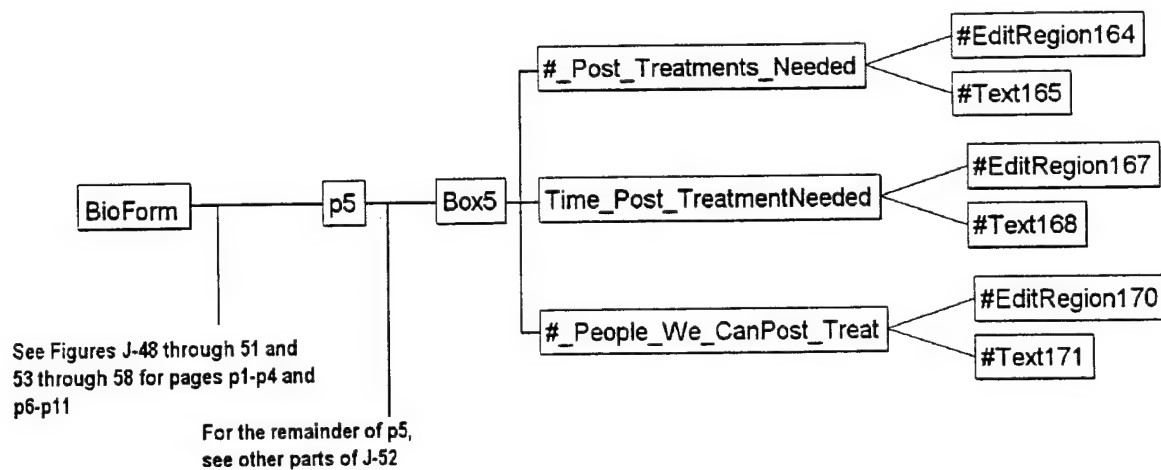 #EditRegion164
#_Post_Treatments_Needed
#Text165
#EditRegion167
BioForm
p5
Box5
Time_Post_TreatmentNeeded
#Text168
#EditRegion170
#_People_We_CanPost_Treat
#Text171
See Figures J-48 through 51 and
53 through 58 for pages p1-p4 and
p6-p11
For the remainder of p5,
see other parts of J-52